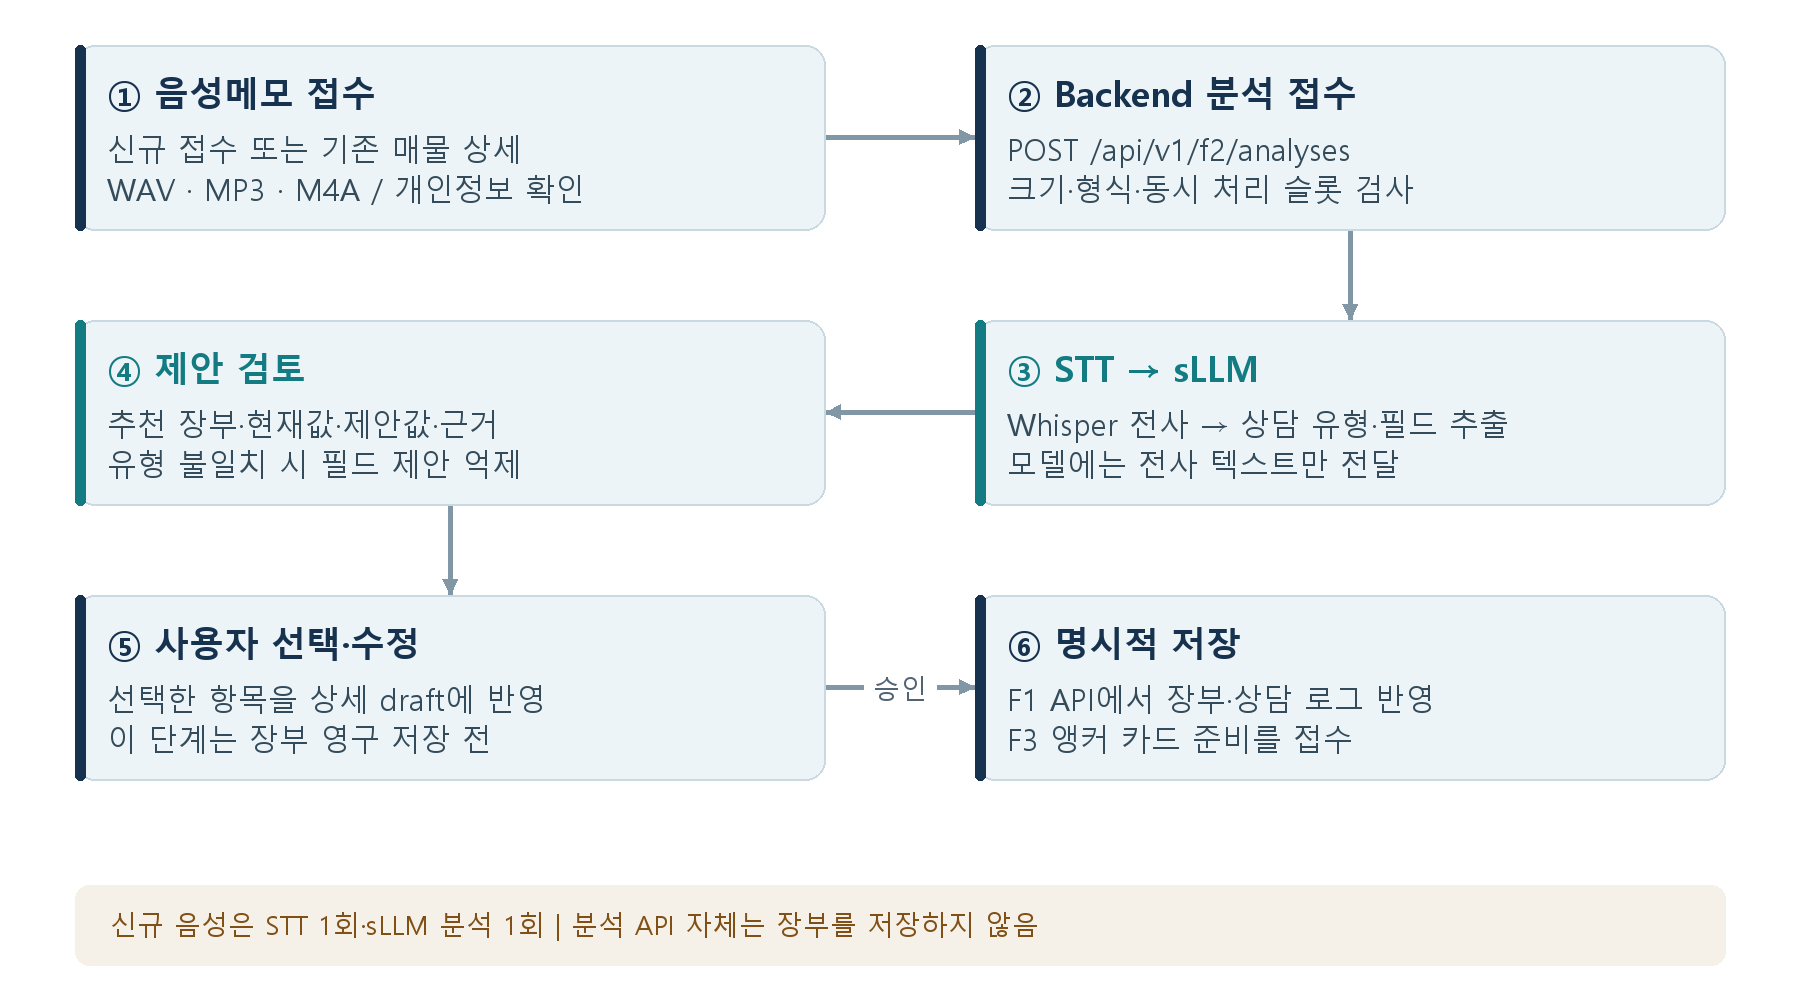 ① 음성메모 접수
신규 접수 또는 기존 매물 상세
WAV · MP3 · M4A / 개인정보 확인
② Backend 분석 접수
POST /api/v1/f2/analyses
크기·형식·동시 처리 슬롯 검사
③ STT → sLLM
Whisper 전사 → 상담 유형·필드 추출
모델에는 전사 텍스트만 전달
④ 제안 검토
추천 장부·현재값·제안값·근거
유형 불일치 시 필드 제안 억제
⑤ 사용자 선택·수정
선택한 항목을 상세 draft에 반영
이 단계는 장부 영구 저장 전
승인
⑥ 명시적 저장
F1 API에서 장부·상담 로그 반영
F3 앵커 카드 준비를 접수
신규 음성은 STT 1회·sLLM 분석 1회 | 분석 API 자체는 장부를 저장하지 않음